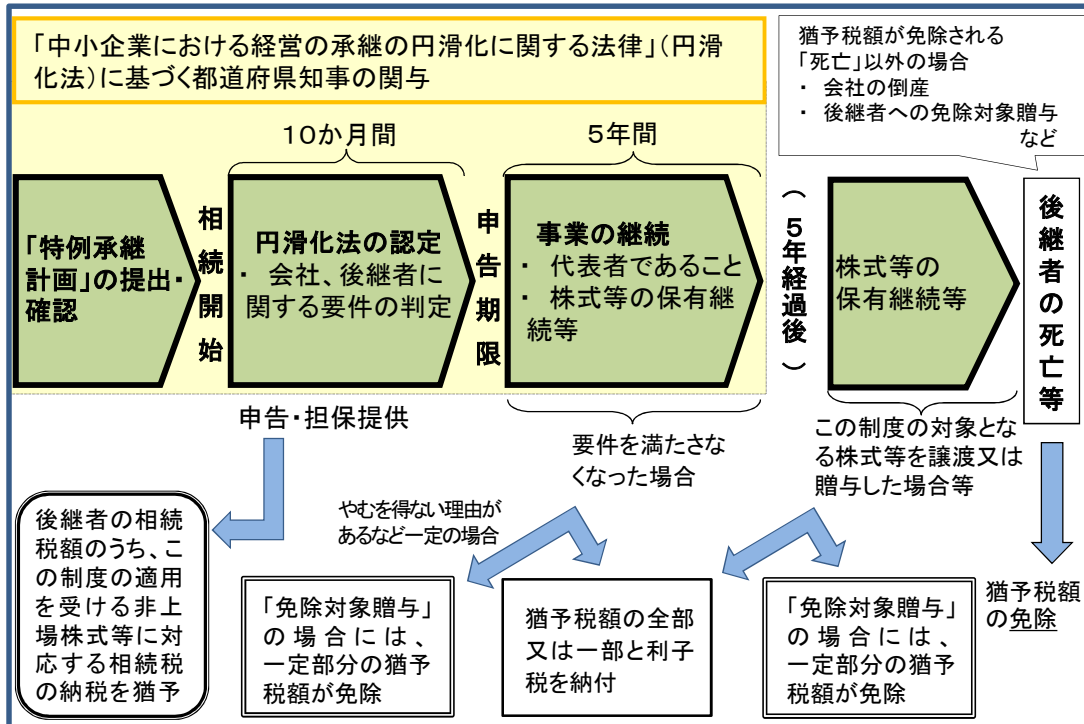 「中小企業における経営の承継の円滑化に関する法律」(円滑
化法)に基づく都道府県知事の関与
猶予税額が免除される
「死亡」以外の場合
・ 会社の倒産
・ 後継者への免除対象贈与
など
10か月間
5年間
「特例承継
計画」の提出・
確認
相続開始
円滑化法の認定
・ 会社、後継者に
関する要件の判定
申告期限
事業の継続
・ 代表者であること
・ 株式等の保有継
続等
(5年経過後)
株式等の
保有継続等
後継者の死亡等
申告・担保提供
要件を満たさな
くなった場合
この制度の対象とな
る株式等を譲渡又は
贈与した場合等
やむを得ない理由が
あるなど一定の場合
後継者の相続
税額のうち、こ
の制度の適用
を受ける非上
場株式等に対
応する相続税
の納税を猶予
「免除対象贈与」
の場合には、
一定部分の猶予
税額が免除
猶予税額の全部
又は一部と利子
税を納付
「免除対象贈与」
の場合には、
一定部分の猶予
税額が免除
猶予税額
の免除